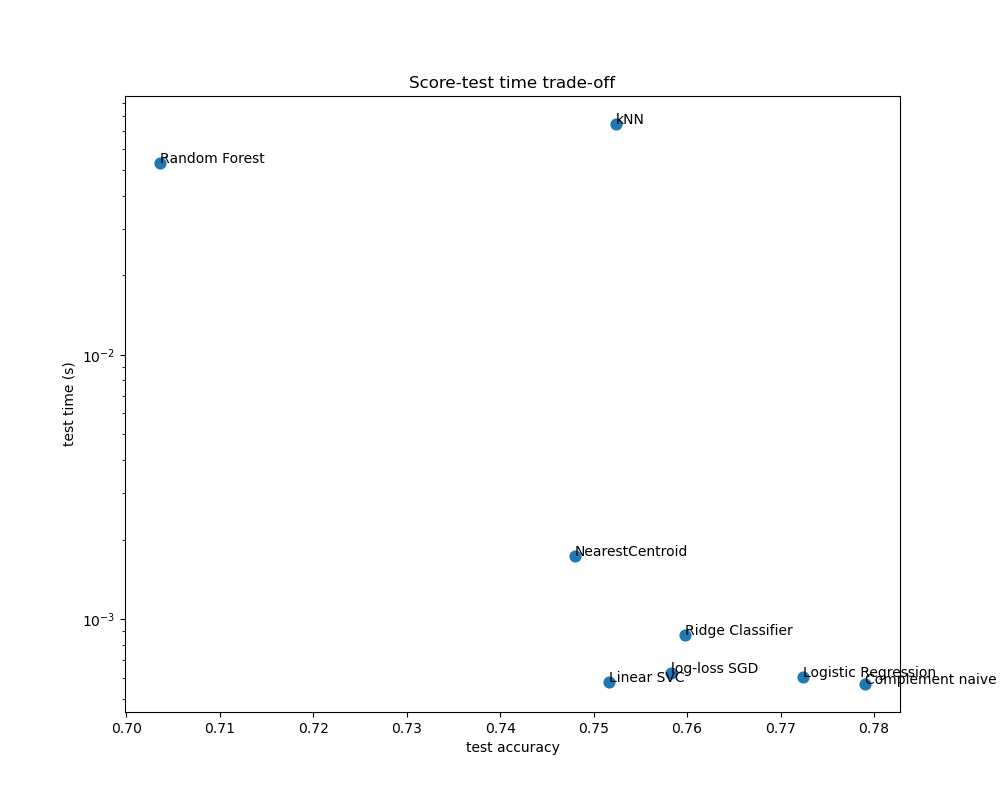 Score-test time trade-off
kNN
Random Forest
10⁻²
test time (s)
NearestCentroid
10⁻³
Ridge Classifier
log-loss SGD
Linear SVC
Logistic Regression
Complement naive
0.70 0.71 0.72 0.73 0.74 0.75 0.76 0.77 0.78
test accuracy